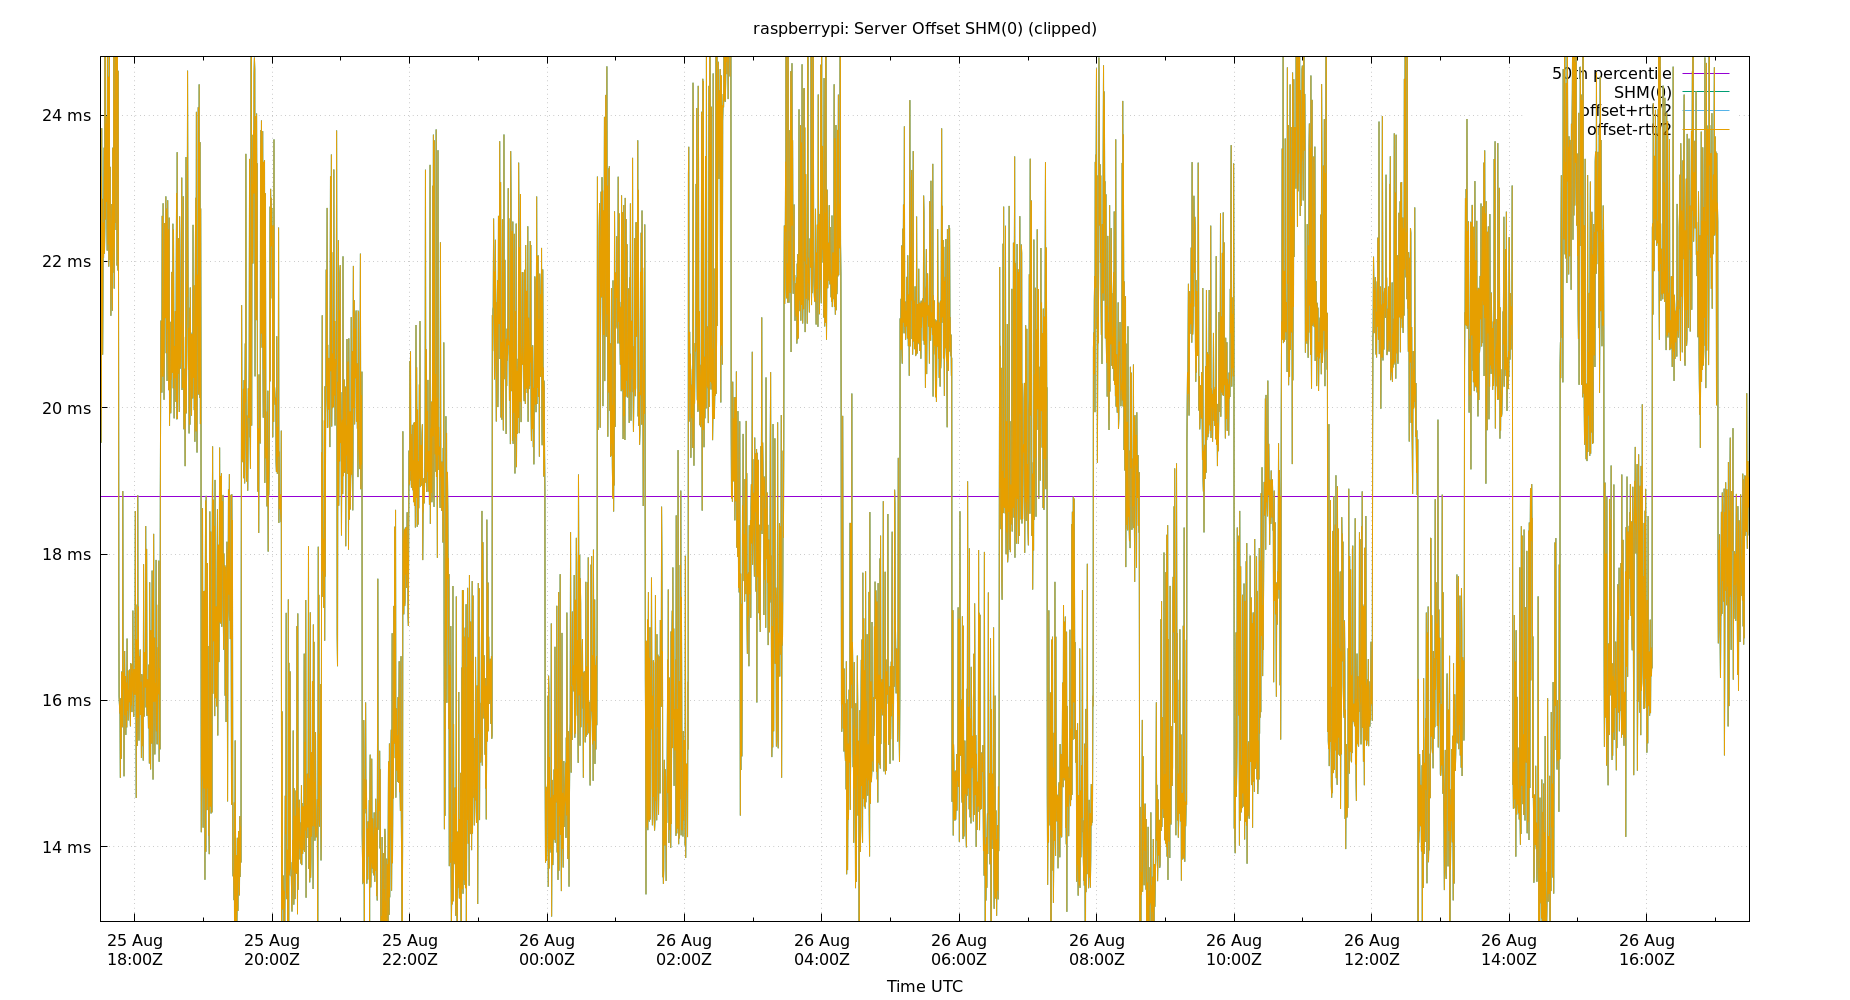 raspberrypi: Server Offset SHM(0) (clipped)
50th percentile
SHM(0)
offset+rtt/2
offset-rtt/2
24 ms
22 ms
20 ms
18 ms
16 ms
14 ms
25 Aug 25 Aug 25 Aug 26 Aug 26 Aug 26 Aug 26 Aug 26 Aug 26 Aug 26 Aug 26 Aug 26 Aug
18:00Z 20:00Z 22:00Z 00:00Z 02:00Z 04:00Z 06:00Z 08:00Z 10:00Z 12:00Z 14:00Z 16:00Z
Time UTC